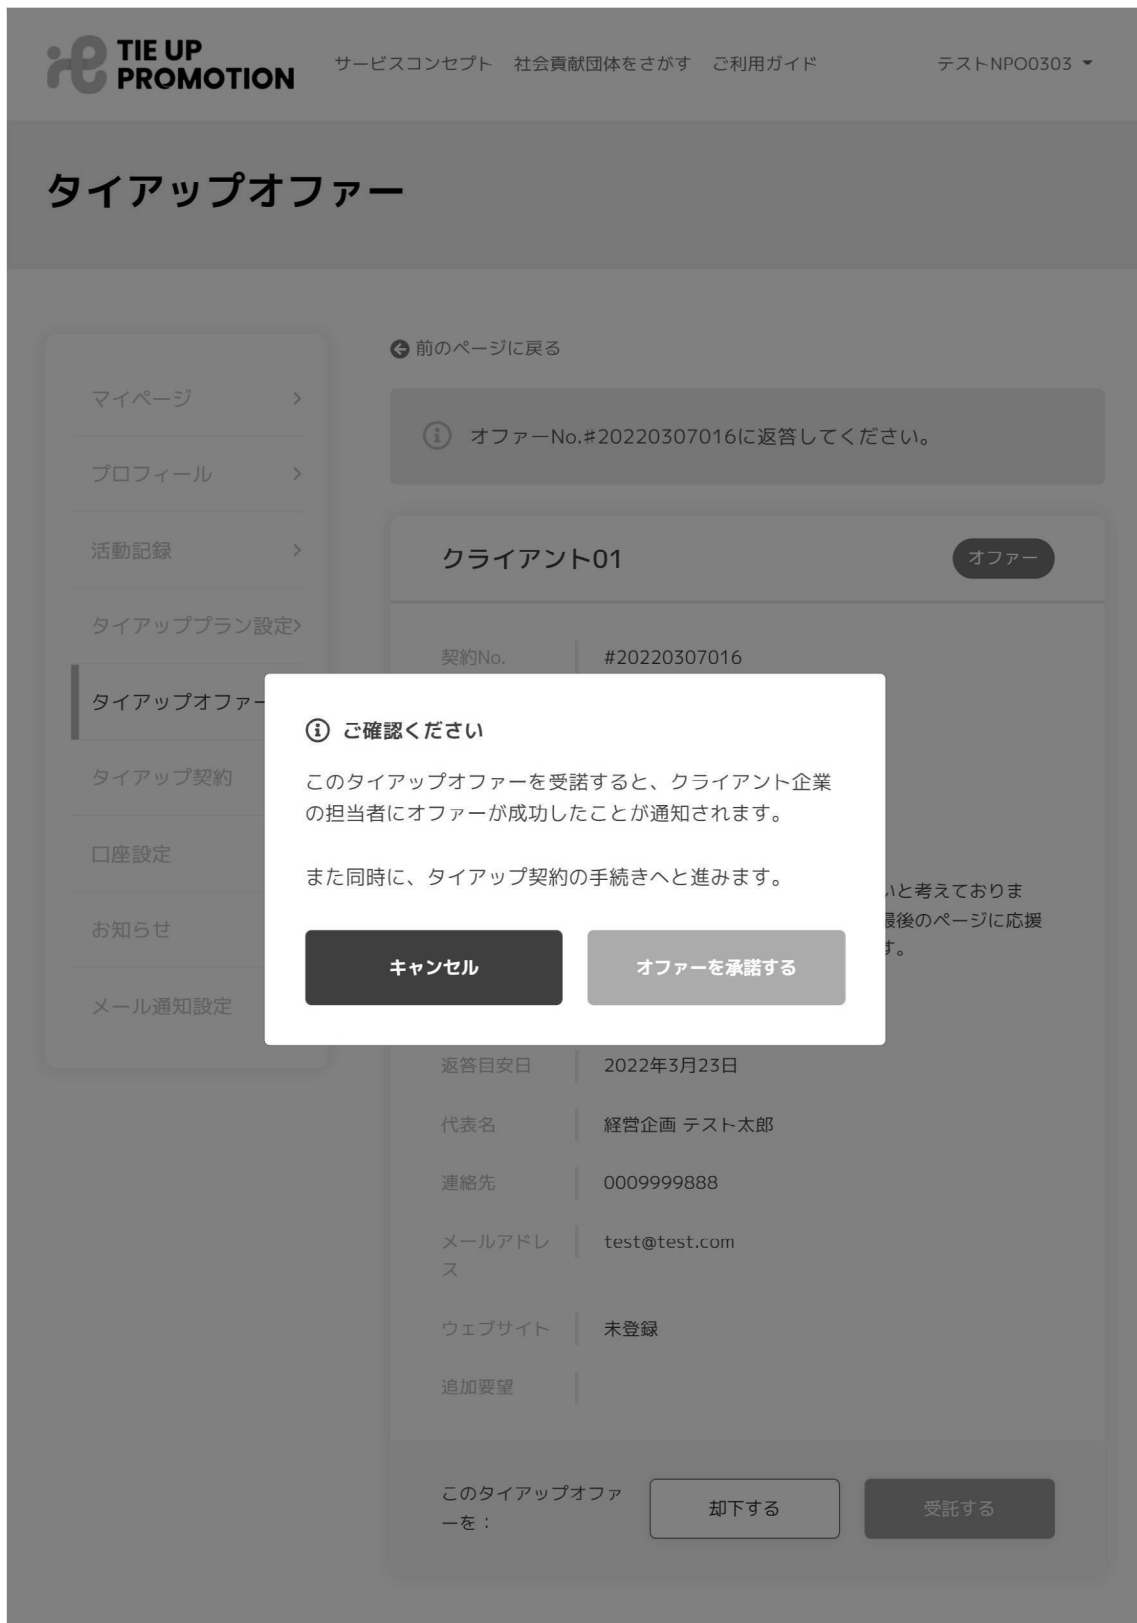 TIE UP
PROMOTION
サービスコンセプト 社会貢献団体をさがす ご利用ガイド テストNPO0303
タイアップオファー
前のページに戻る
マイページ
プロフィール
活動記録
タイアッププラン設定
タイアップオファー
タイアップ契約
口座設定
お知らせ
メール通知設定
オファーNo.#20220307016に返答してください。
クライアント01 オファー
契約No. #20220307016
ご確認ください
このタイアップオファーを受諾すると、クライアント企業
の担当者にオファーが成功したことが通知されます。
また同時に、タイアップ契約の手続きへと進みます。
キャンセル オファーを承諾する
いと考えておりま
最後のページに応援
す。
返答目安日 2022年3月23日
代表名 経営企画 テスト太郎
連絡先 0009999888
メールアドレ test@test.com
ス
ウェブサイト 未登録
追加要望
このタイアップオファ
ーを：
却下する 受託する